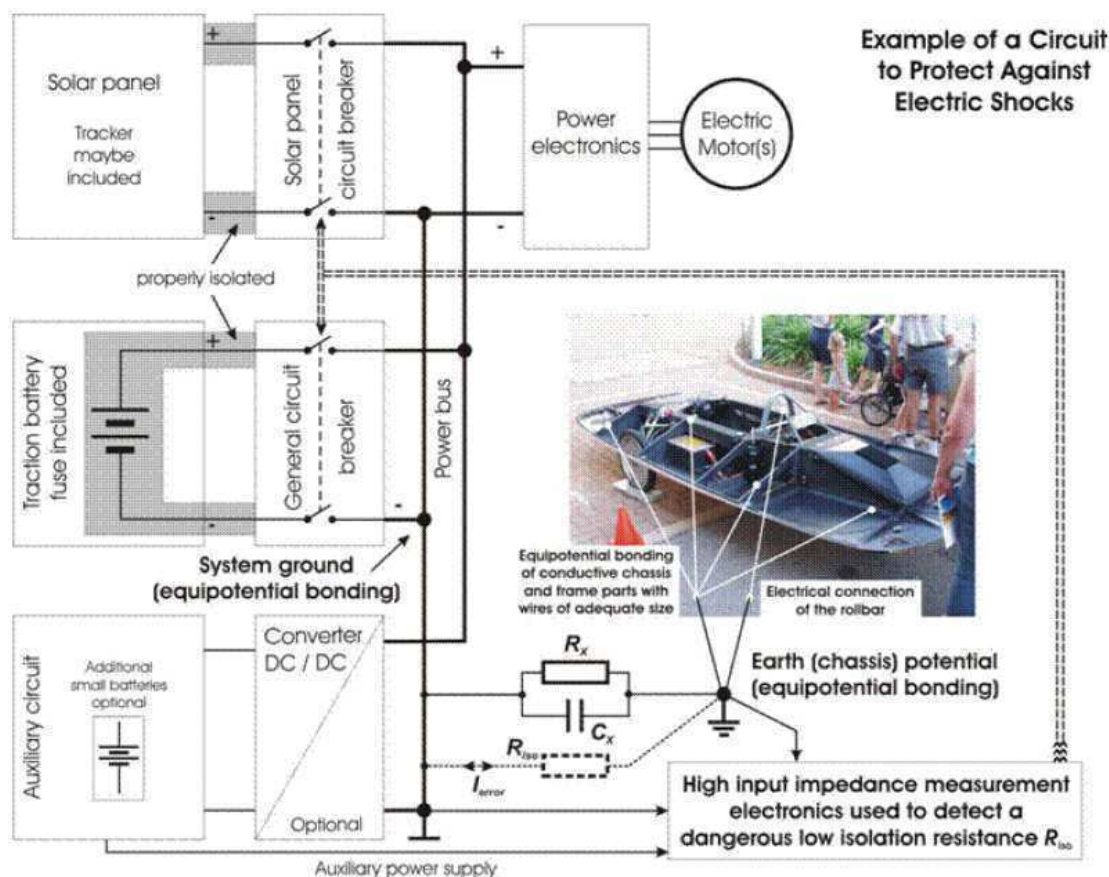 Example of a Circuit
to Protect Against
Electric Shocks
Solar panel
Tracker
maybe
included
+
-
Solar panel
circuit breaker
+
-
Power
electronics
Electric
Motor(s)
properly isolated
Traction battery
fuse included
+
-
General circuit
breaker
-
Power bus
System ground
(equipotential bonding)
Equipotential bonding
of conductive chassis
and frame parts with
wires of adequate size
Electrical connection
of the rollbar
Auxiliary circuit
Additional
small batteries
optional
Converter
DC / DC
Optional
Rx
Cx
Riso
Ierror
Earth (chassis) potential
(equipotential bonding)
High input impedance measurement
electronics used to detect a
dangerous low isolation resistance Riso
Auxiliary power supply